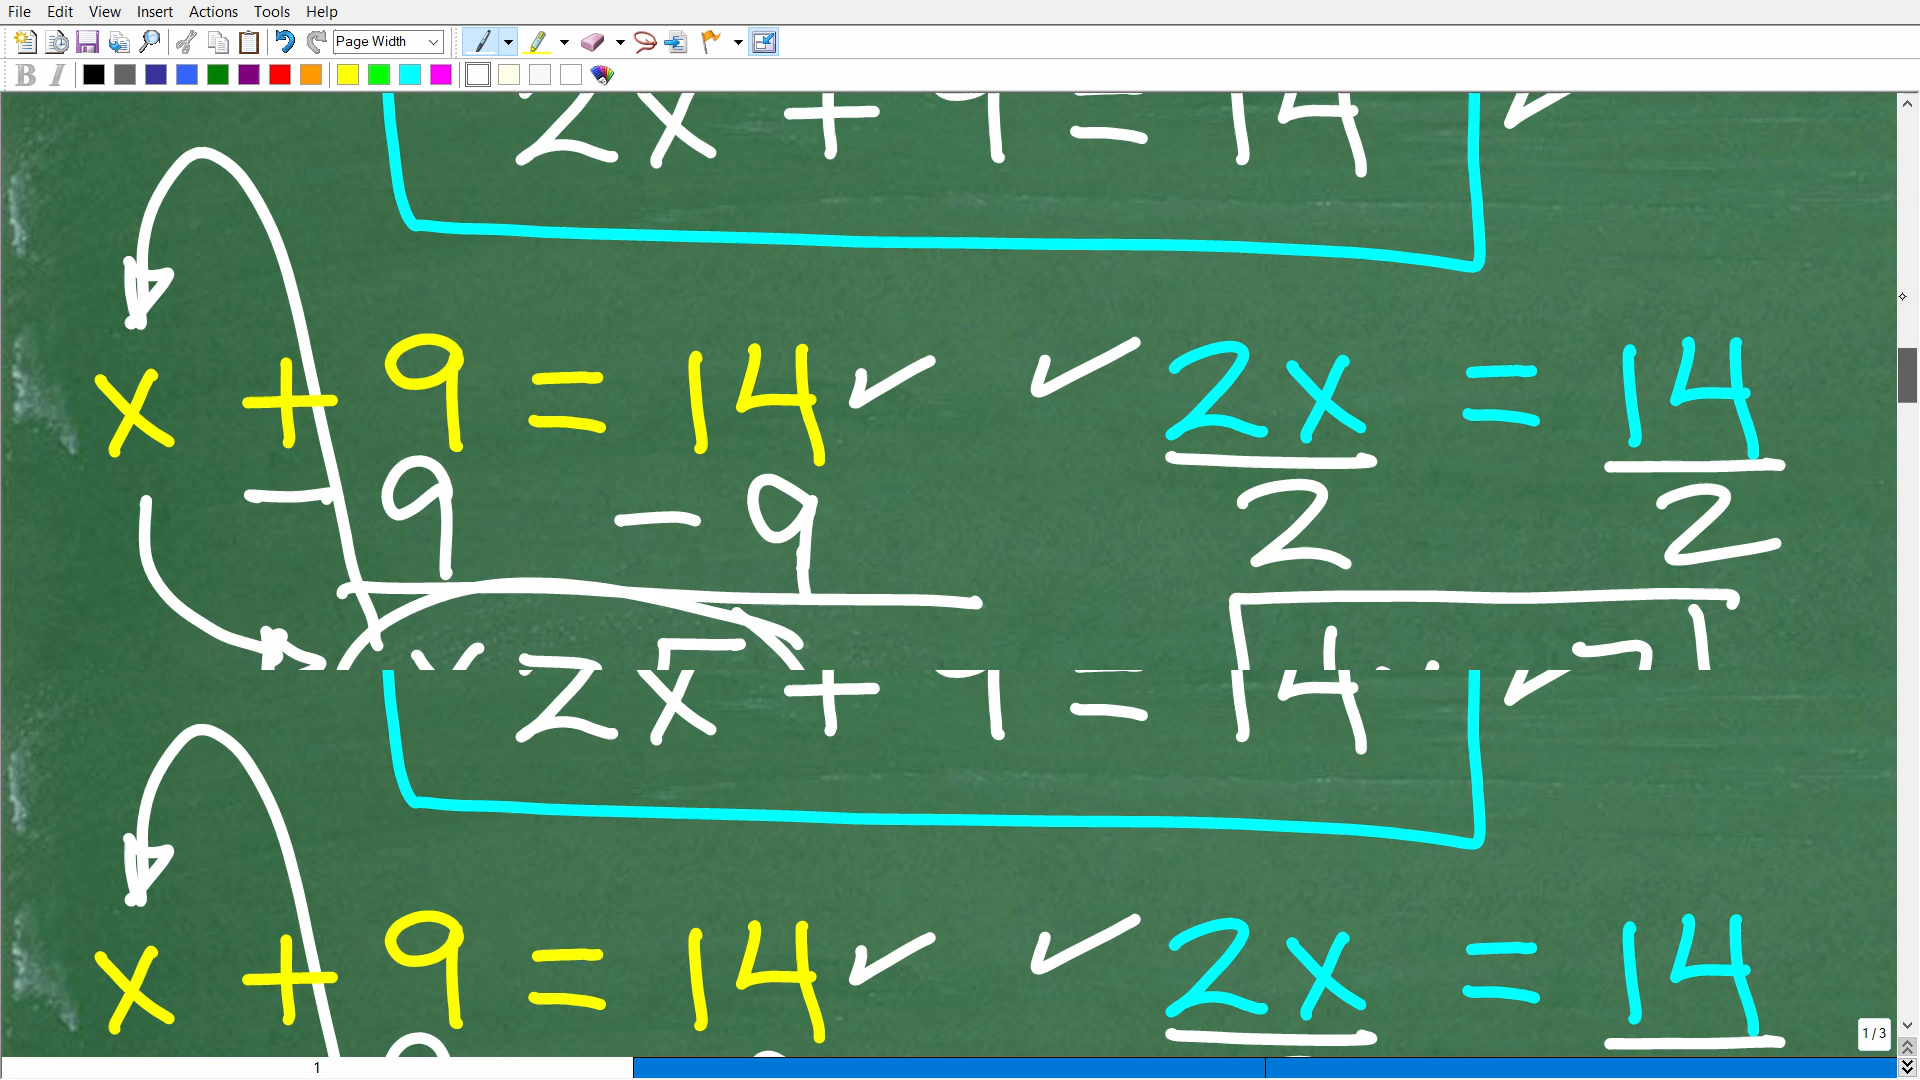 File Edit View Insert Actions Tools Help
Page Width
B I
2x + 9 = 14
x + 9 = 14 2x = 14
- 9 - 9 2 2
2x + 9 = 14
x + 9 = 14 2x = 14
1 / 3
1